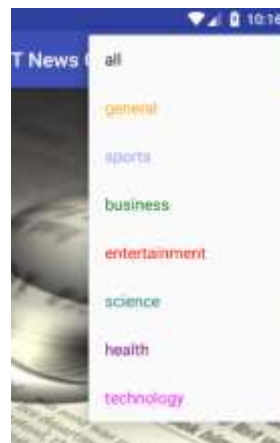 10:16
T News
all
general
sports
business
entertainment
science
health
technology